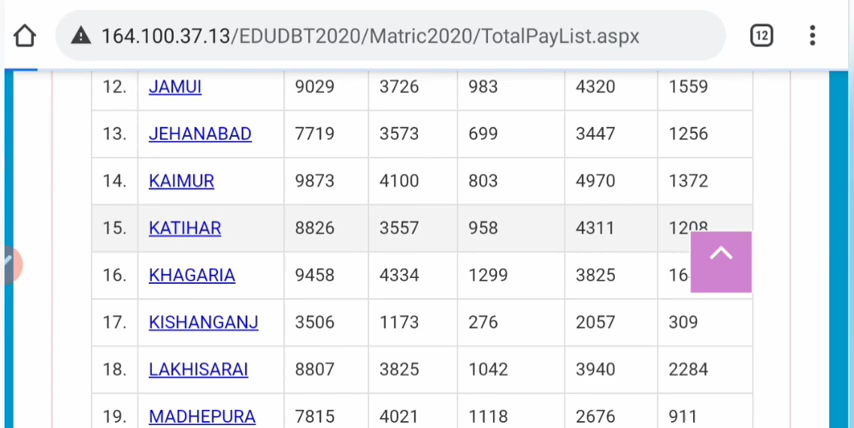 164.100.37.13/EDUDBT2020/Matric2020/TotalPayList.aspx 12
12. JAMUI 9029 3726 983 4320 1559
13. JEHANABAD 7719 3573 699 3447 1256
14. KAIMUR 9873 4100 803 4970 1372
15. KATIHAR 8826 3557 958 4311 1208
16. KHAGARIA 9458 4334 1299 3825
17. KISHANGANJ 3506 1173 276 2057 309
18. LAKHISARAI 8807 3825 1042 3940 2284
19. MADHEPURA 7815 4021 1118 2676 911